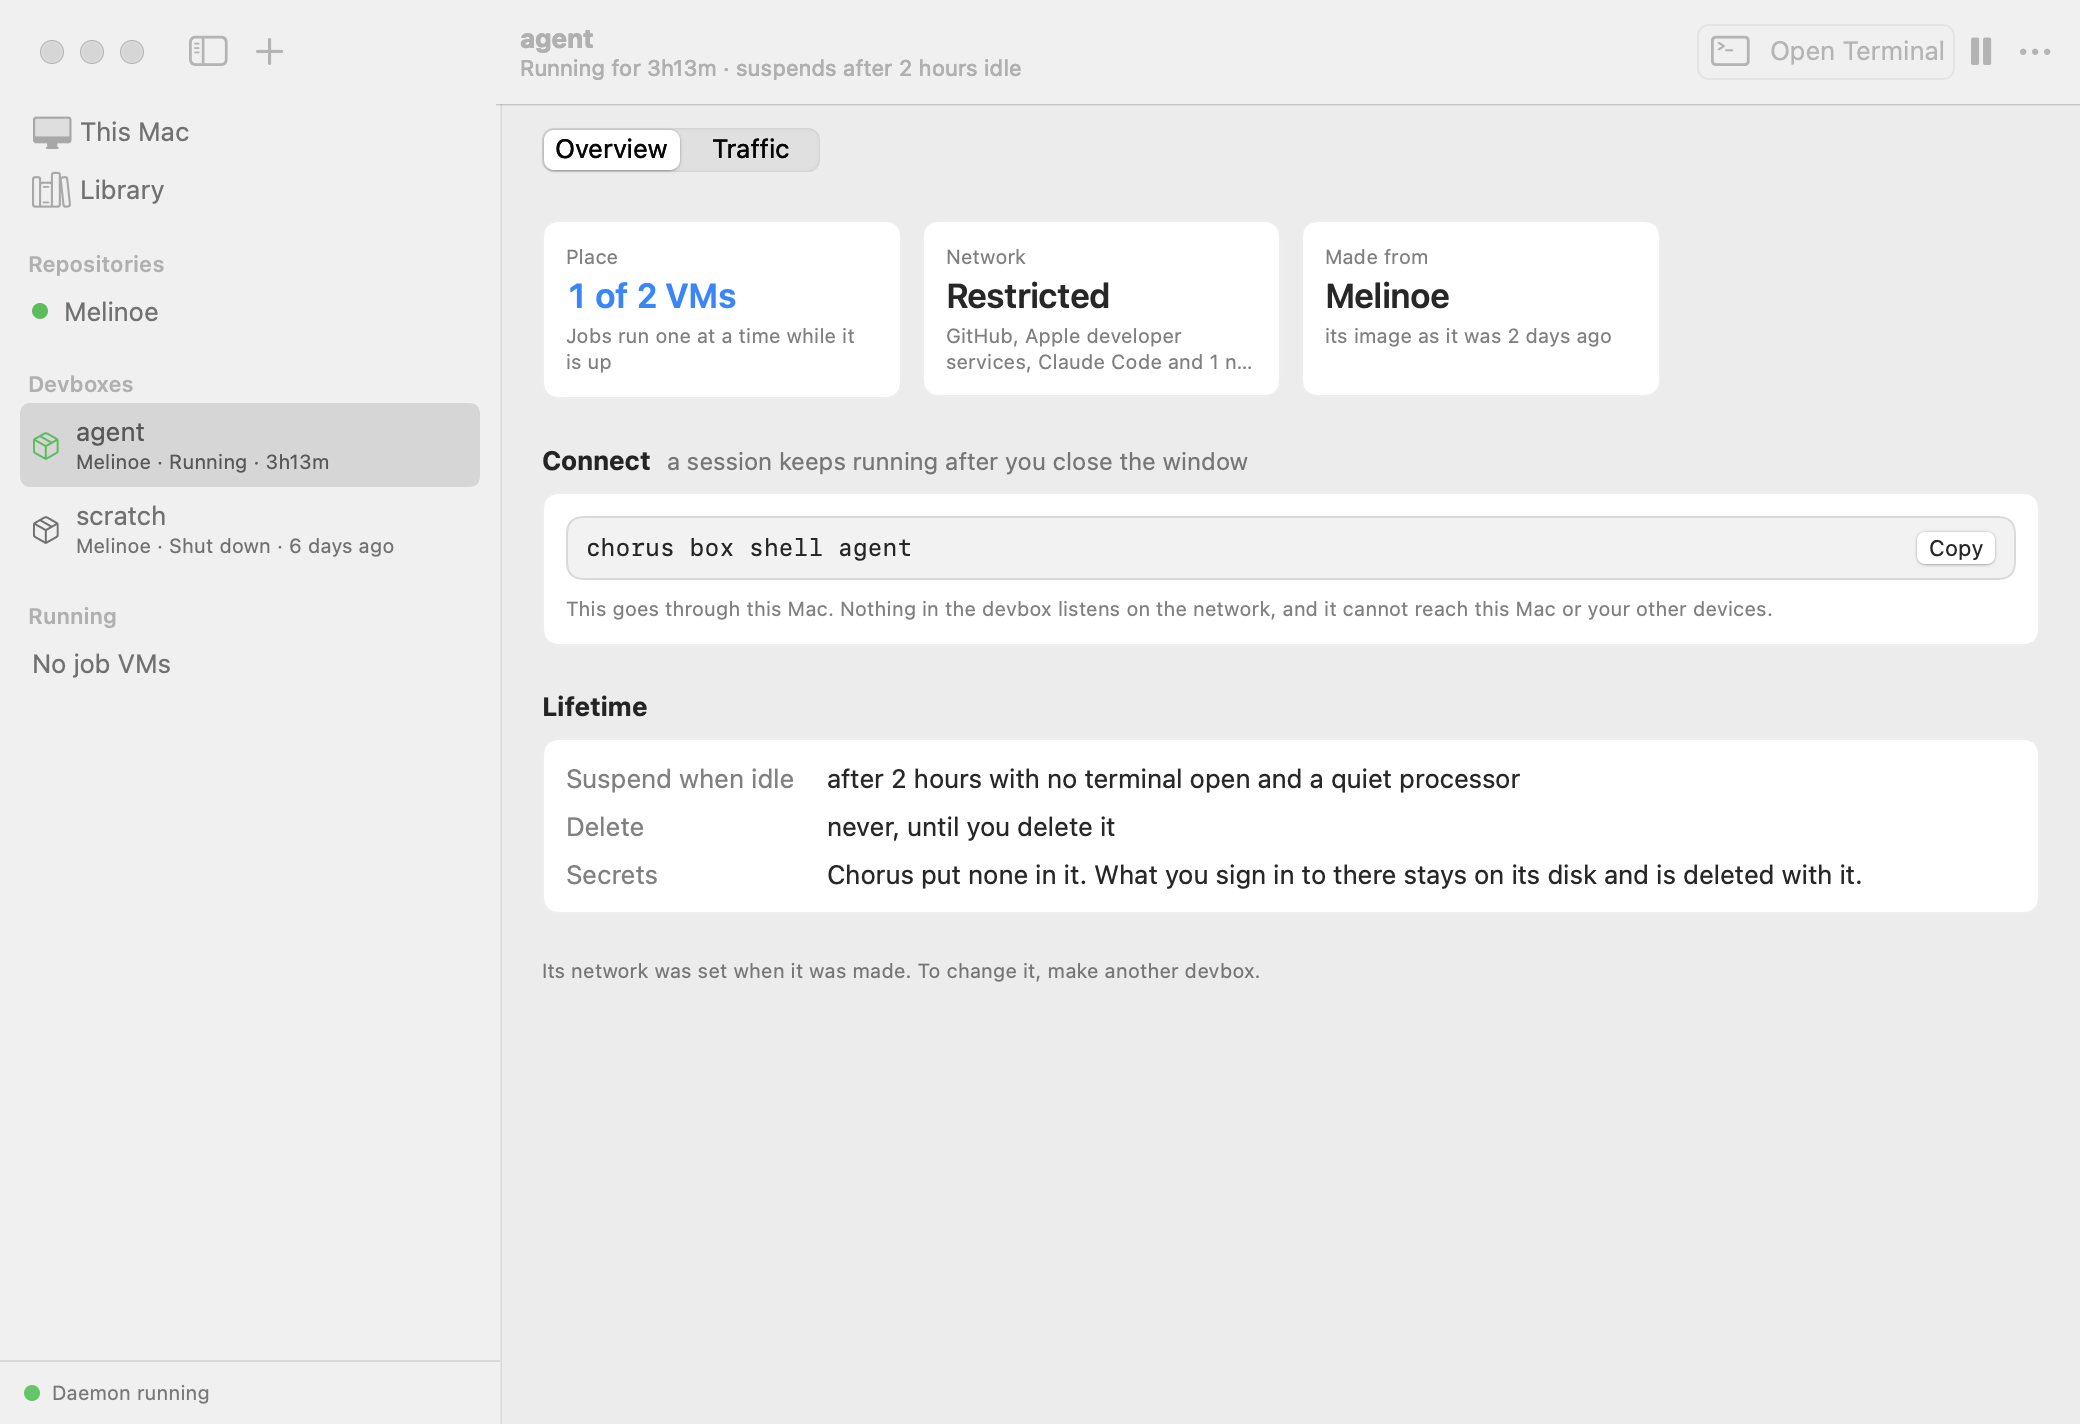 agent
Running for 3h13m · suspends after 2 hours idle
Open Terminal
This Mac
Library
Repositories
Melinoe
Devboxes
agent
Melinoe · Running · 3h13m
scratch
Melinoe · Shut down · 6 days ago
Running
No job VMs
Daemon running
Overview
Traffic
Place
1 of 2 VMs
Jobs run one at a time while it
is up
Network
Restricted
GitHub, Apple developer
services, Claude Code and 1 n...
Made from
Melinoe
its image as it was 2 days ago
Connect a session keeps running after you close the window
chorus box shell agent
Copy
This goes through this Mac. Nothing in the devbox listens on the network, and it cannot reach this Mac or your other devices.
Lifetime
Suspend when idle after 2 hours with no terminal open and a quiet processor
Delete never, until you delete it
Secrets Chorus put none in it. What you sign in to there stays on its disk and is deleted with it.
Its network was set when it was made. To change it, make another devbox.